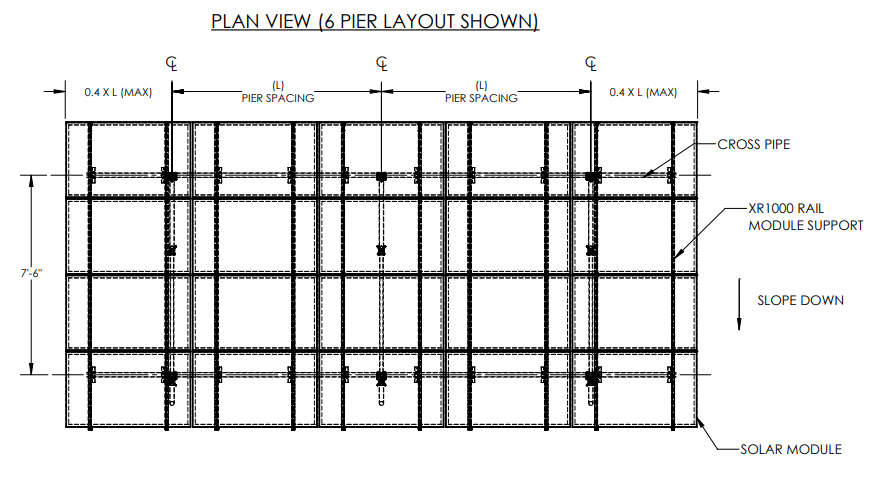 PLAN VIEW (6 PIER LAYOUT SHOWN)
℄ ℄ ℄
0.4 X L (MAX)
(L)
PIER SPACING
(L)
PIER SPACING
0.4 X L (MAX)
CROSS PIPE
XR1000 RAIL
MODULE SUPPORT
7'-6"
SLOPE DOWN
SOLAR MODULE